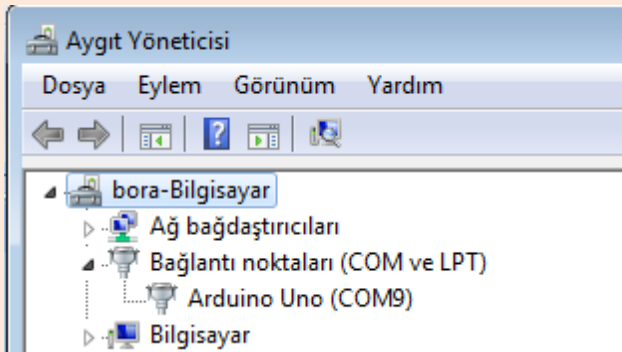 Aygıt Yöneticisi
Dosya Eylem Görünüm Yardım
bora-Bilgisayar
Ağ bağdaştırıcıları
Bağlantı noktaları (COM ve LPT)
Arduino Uno (COM9)
Bilgisayar